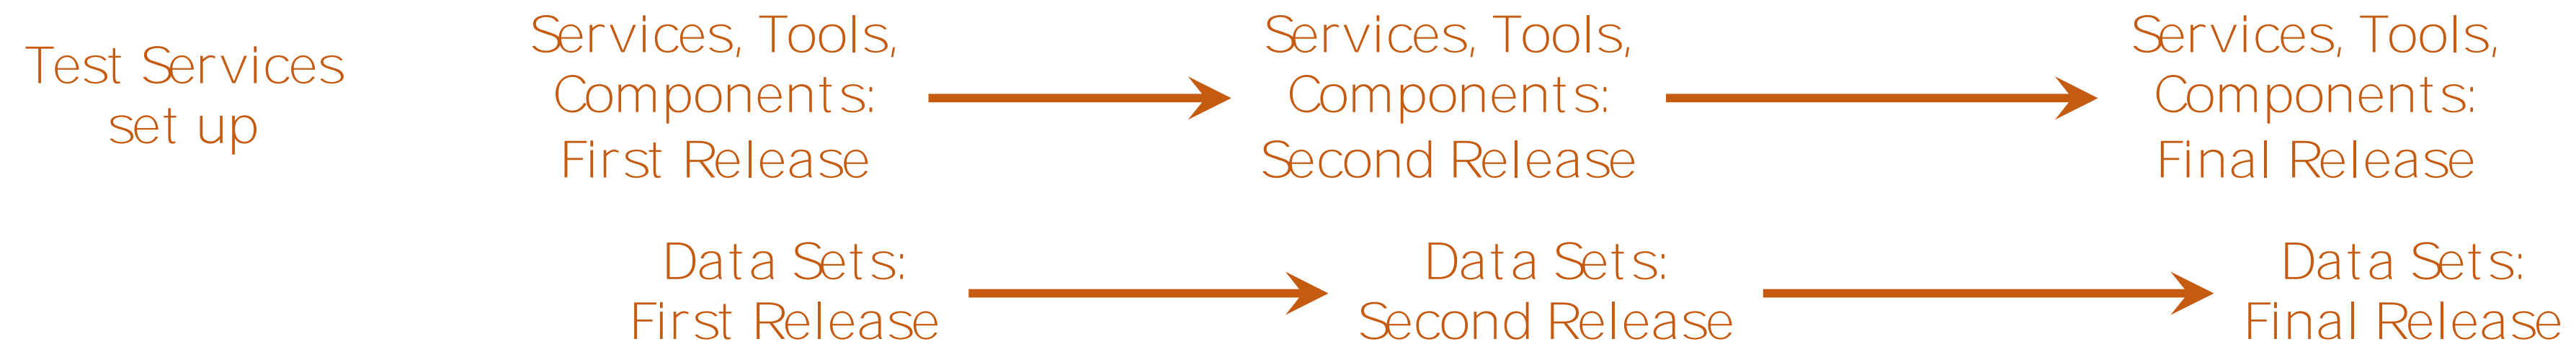 Test Services
set up
Services, Tools,
Components:
First Release
Services, Tools,
Components:
Second Release
Services, Tools,
Components:
Final Release
Data Sets:
First Release
Data Sets:
Second Release
Data Sets:
Final Release